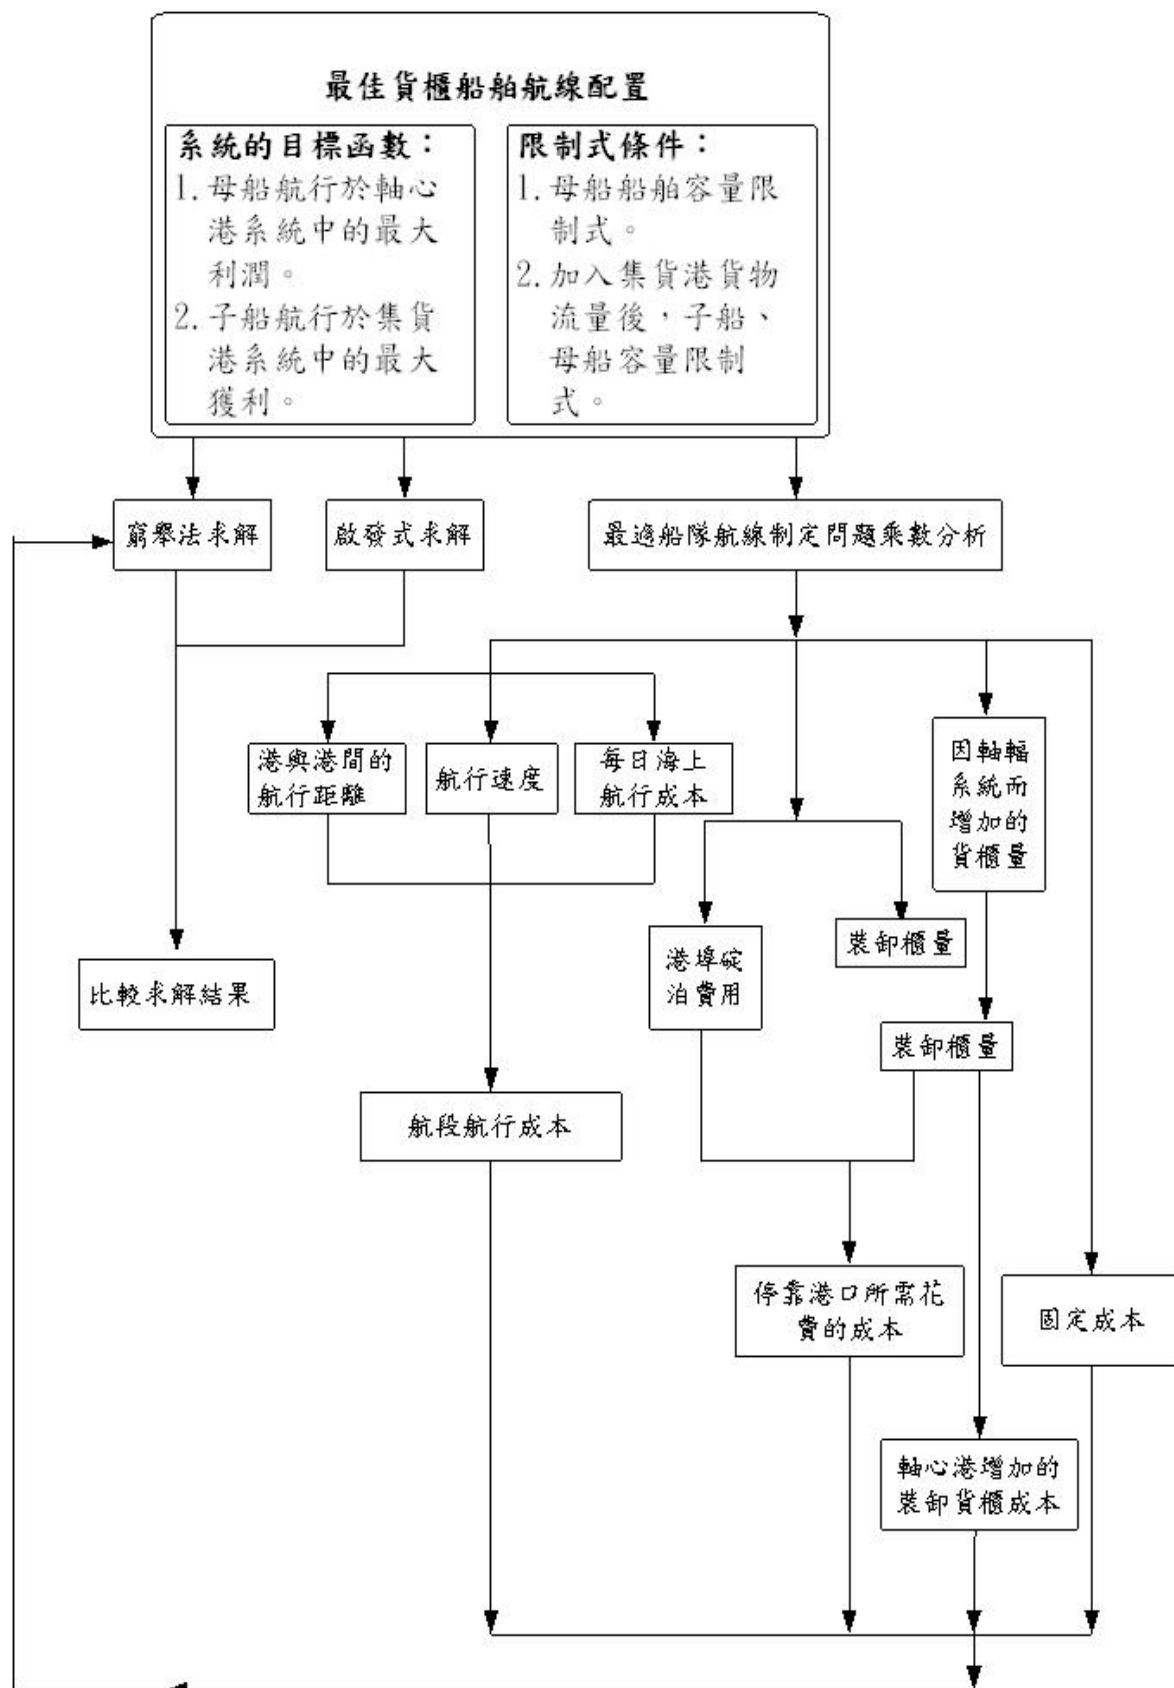 最佳貨櫃船舶航線配置
系統的目標函數：
1. 母船航行於軸心
港系統中的最大
利潤。
2. 子船航行於集貨
港系統中的最大
獲利。
限制式條件：
1. 母船船舶容量限
制式。
2. 加入集貨港貨物
流量後，子船、
母船容量限制
式。
窮舉法求解
啟發式求解
最適船隊航線制定問題乘數分析
港與港間的
航行距離
航行速度
每日海上
航行成本
因軸輻
系統而
增加的
貨櫃量
港埠碇
泊費用
裝卸櫃量
比較求解結果
裝卸櫃量
航段航行成本
停靠港口所需花
費的成本
固定成本
軸心港增加的
裝卸貨櫃成本